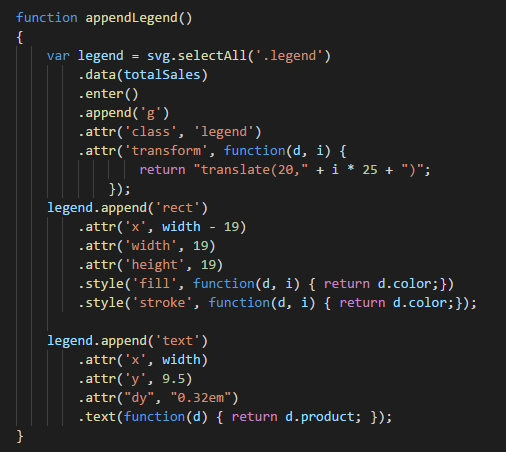 function appendLegend()
{
    var legend = svg.selectAll('.legend')
        .data(totalSales)
        .enter()
        .append('g')
        .attr('class', 'legend')
        .attr('transform', function(d, i) {
                return "translate(20," + i * 25 + ")";
            });
    legend.append('rect')
        .attr('x', width - 19)
        .attr('width', 19)
        .attr('height', 19)
        .style('fill', function(d, i) { return d.color;})
        .style('stroke', function(d, i) { return d.color;});

    legend.append('text')
        .attr('x', width)
        .attr('y', 9.5)
        .attr("dy", "0.32em")
        .text(function(d) { return d.product; });
}